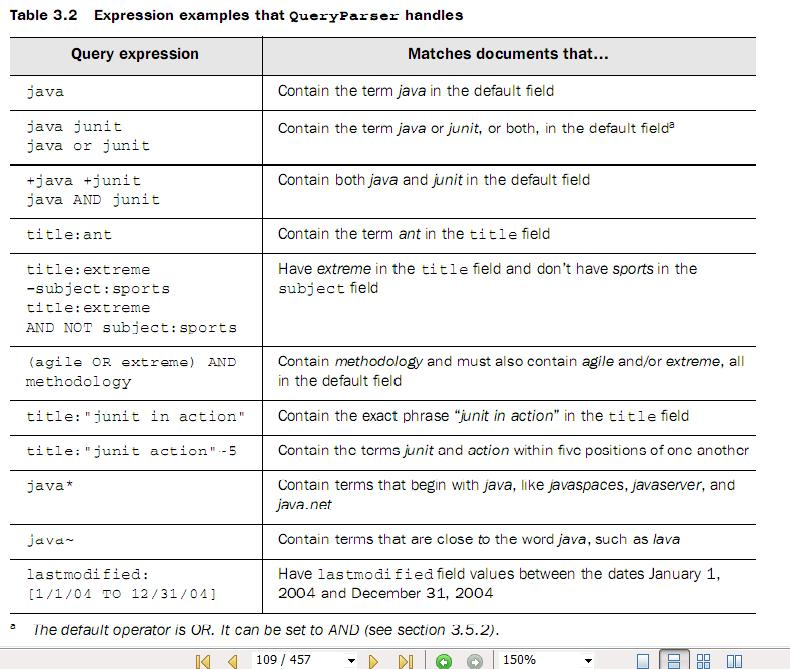 Table 3.2 Expression examples that QueryParser handles
Query expression
Matches documents that...
java
Contain the term java in the default field
java junit
java or junit
Contain the term java or junit, or both, in the default fieldª
+java +junit
java AND junit
Contain both java and junit in the default field
title:ant
Contain the term ant in the title field
title:extreme
–subject:sports
title:extreme
AND NOT subject:sports
Have extreme in the title field and don't have sports in the
subject field
(agile OR extreme) AND
methodology
Contain methodology and must also contain agile and/or extreme, all
in the default field
title:"junit in action"
Contain the exact phrase "junit in action" in the title field
title:"junit action"~5
Contain the terms junit and action within five positions of one another
java*
Contain terms that begin with java, like javaspaces, javaserver, and
java.net
java~
Contain terms that are close to the word java, such as lava
lastmodified:
[1/1/04 TO 12/31/04]
Have lastmodified field values between the dates January 1,
2004 and December 31, 2004
ª The default operator is OR. It can be set to AND (see section 3.5.2).
109 / 457
150%